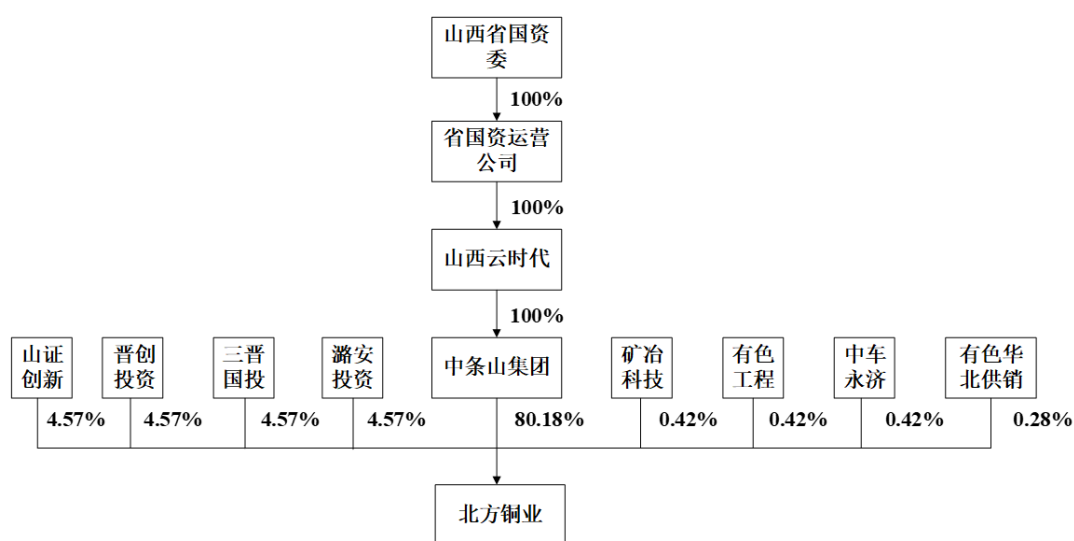 山西省国资
委
100%
省国资运营
公司
100%
山西云时代
100%
山证
创新
晋创
投资
三晋
国投
潞安
投资
中条山集团
矿冶
科技
有色
工程
中车
永济
有色华
北供销
4.57%
4.57%
4.57%
4.57%
80.18%
0.42%
0.42%
0.42%
0.28%
北方铜业